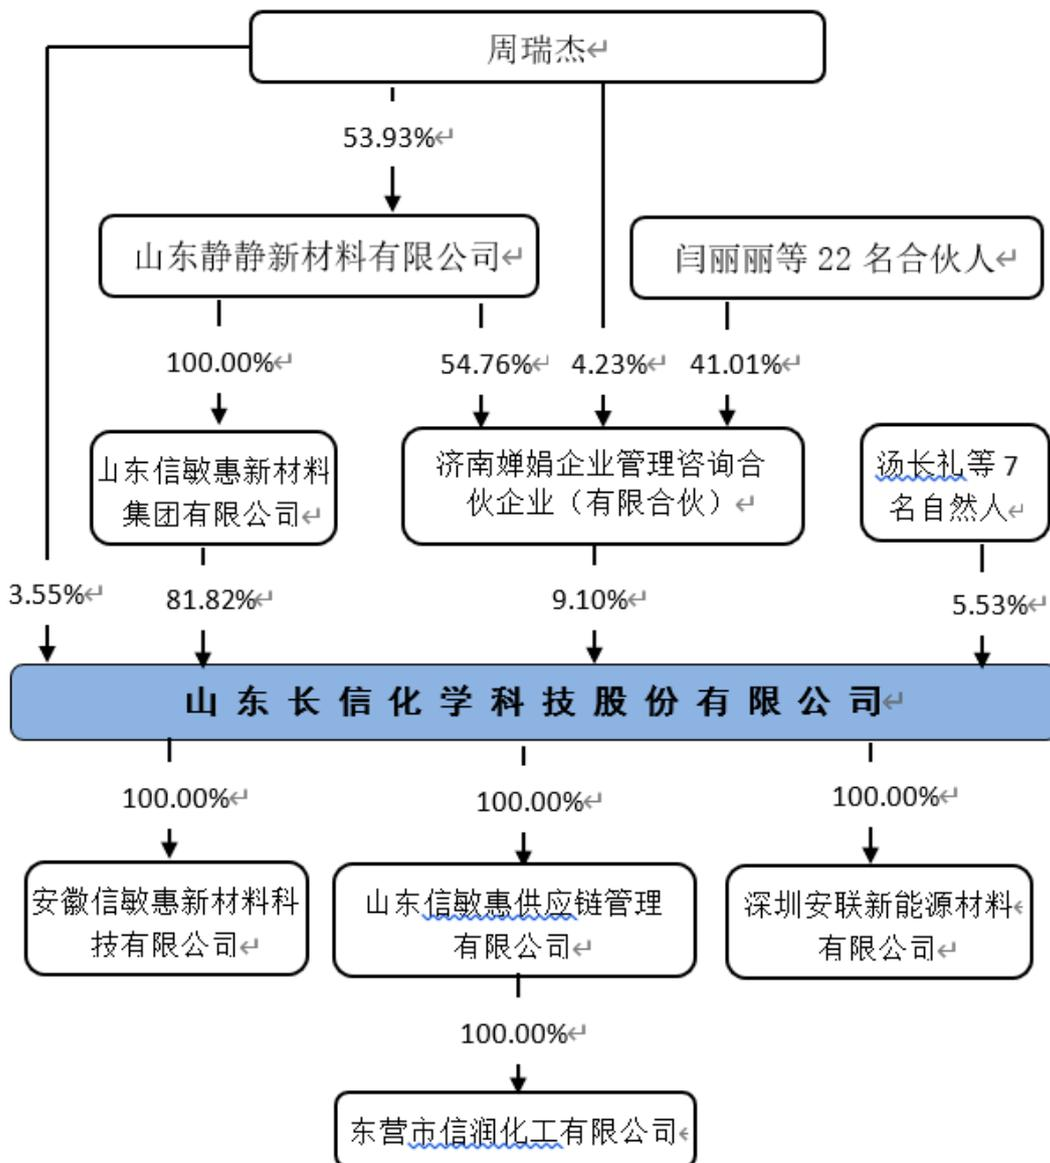 周瑞杰
53.93%
山东静静新材料有限公司
闫丽丽等 22 名合伙人
100.00%
54.76%
4.23%
41.01%
山东信敏惠新材料
集团有限公司
济南婵娟企业管理咨询合
伙企业（有限合伙）
汤长礼等 7
名自然人
3.55%
81.82%
9.10%
5.53%
山东长信化学科技股份有限公司
100.00%
100.00%
100.00%
安徽信敏惠新材料科
技有限公司
山东信敏惠供应链管理
有限公司
深圳安联新能源材料
有限公司
100.00%
东营市信润化工有限公司